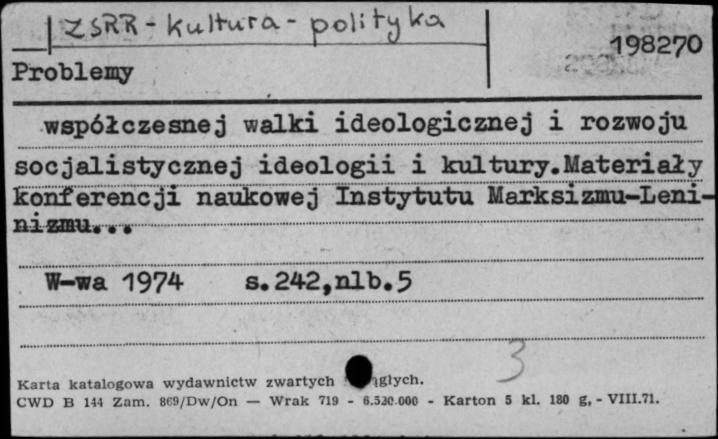 ZSRR - kultura - polityka
198270
Problemy
współczesnej walki ideologicznej i rozwoju
socjalistycznej ideologii i kultury.Materiały
konferencji naukowej Instytutu Marksizmu-Leni-
nizmu...
W-wa 1974 s.242,nlb.5
3
Karta katalogowa wydawnictw zwartych
CWD B 144 Zam. 869/Dw/On — Wrak 719 - 6.520.000 - Karton 5 kl. 180 g, - VIII.71.